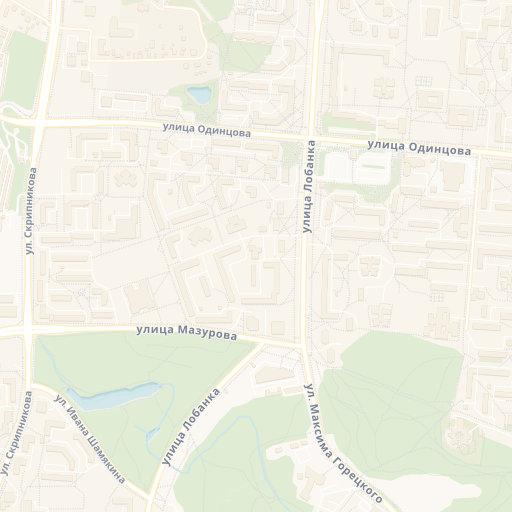 улица Одинцова
улица Одинцова
ул. Скрипникова
улица Лобанка
улица Мазурова
ул. Скрипникова
ул. Ивана Шамякина
улица Лобанка
ул. Максима Горецкого